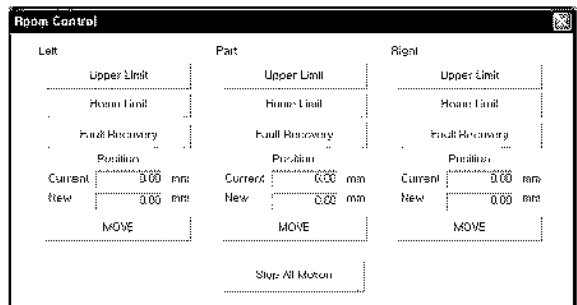 Room Control
Left Part Right
Upper Limit Upper Limit Upper Limit
Home Limit Home Limit Home Limit
Fault Recovery Fault Recovery Fault Recovery
Position Position Position
Current 0.00 mm Current 0.00 mm Current 0.00 mm
New 0.00 mm New 0.00 mm New 0.00 mm
MOVE MOVE MOVE
Stop All Motion